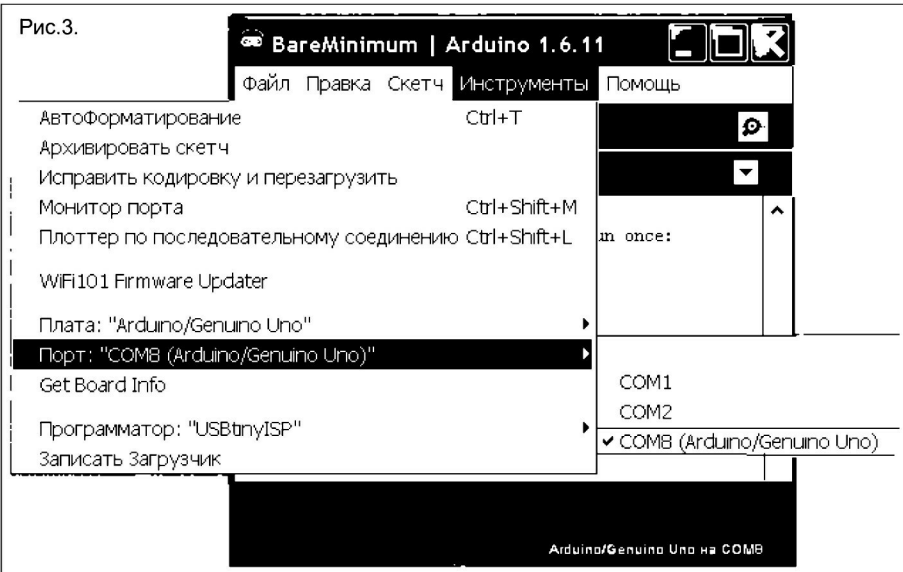 Рис.3.
BareMinimum | Arduino 1.6.11
Файл Правка Скетч Инструменты Помощь
АвтоФорматирование Ctrl+T
Архивировать скетч
Исправить кодировку и перезагрузить
Монитор порта Ctrl+Shift+M
Плоттер по последовательному соединению Ctrl+Shift+L
un once:
WiFi101 Firmware Updater
Плата: "Arduino/Genuino Uno"
Порт: "COM8 (Arduino/Genuino Uno)"
Get Board Info
COM1
COM2
Программатор: "USBtinyISP"
COM8 (Arduino/Genuino Uno)
Записать Загрузчик
Arduino/Genuino Uno на COM8